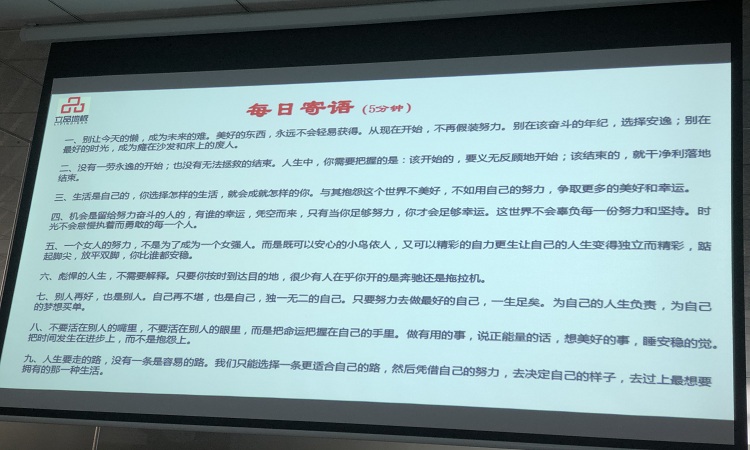 立品地板
每日寄语（5分钟）
一、别让今天的懒，成为未来的难。美好的东西，永远不会轻易获得。从现在开始，不再假装努力。别在该奋斗的年纪，选择安逸；别在
最好的时光，成为瘫在沙发和床上的废人。
二、没有一劳永逸的开始；也没有无法拯救的结束。人生中，你需要把握的是：该开始的，要义无反顾地开始；该结束的，就干净利落地
结束。
三、生活是自己的，你选择怎样的生活，就会成就怎样的你。与其抱怨这个世界不美好，不如用自己的努力，争取更多的美好和幸运。
四、机会是留给努力奋斗的人的，有谁的幸运，凭空而来，只有当你足够努力，你才会足够幸运。这世界不会辜负每一份努力和坚持。时
光不会怠慢执着而勇敢的每一个人。
五、一个女人的努力，不是为了成为一个女强人。而是既可以安心的小鸟依人，又可以精彩的自力更生让自己的人生变得独立而精彩，踮
起脚尖，放平双脚，你比谁都安稳。
六、彪悍的人生，不需要解释。只要你按时到达目的地，很少有人在乎你开的是奔驰还是拖拉机。
七、别人再好，也是别人。自己再不堪，也是自己，独一无二的自己。只要努力去做最好的自己，一生足矣。为自己的人生负责，为自己
的梦想买单。
八、不要活在别人的嘴里，不要活在别人的眼里，而是把命运把握在自己的手里。做有用的事，说正能量的话，想美好的事，睡安稳的觉。
把时间发生在进步上，而不是抱怨上。
九、人生要走的路，没有一条是容易的路。我们只能选择一条更适合自己的路，然后凭借自己的努力，去决定自己的样子，去过上最想要
拥有的那一种生活。